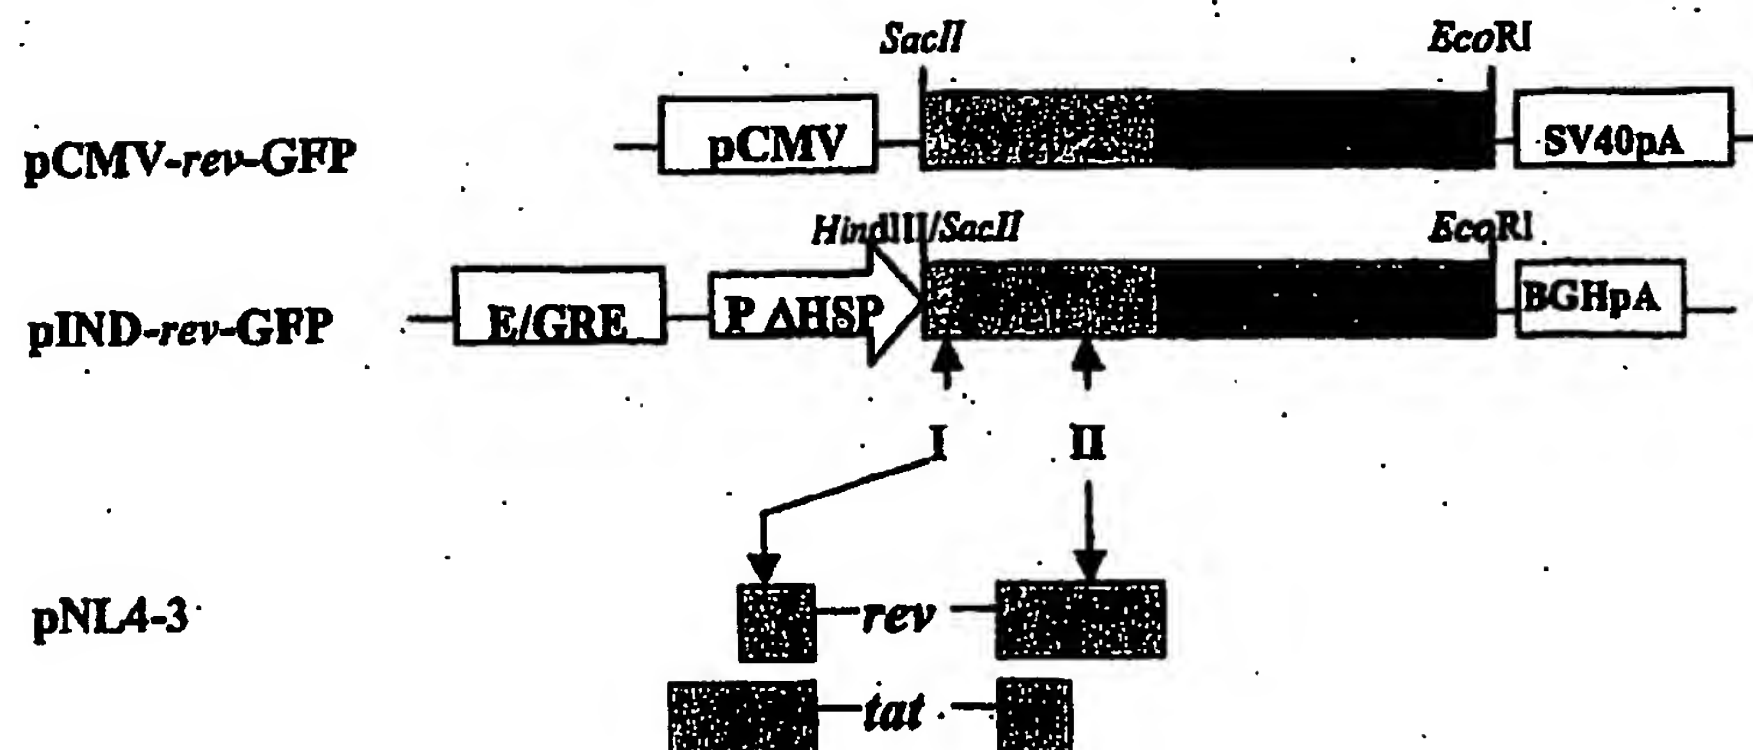 SacII EcoRI
pCMV-rev-GFP pCMV SV40pA
HindIII/SacII EcoRI
pIND-rev-GFP E/GRE P ΔHSP BGHpA
I II
pNL4-3 rev
tat